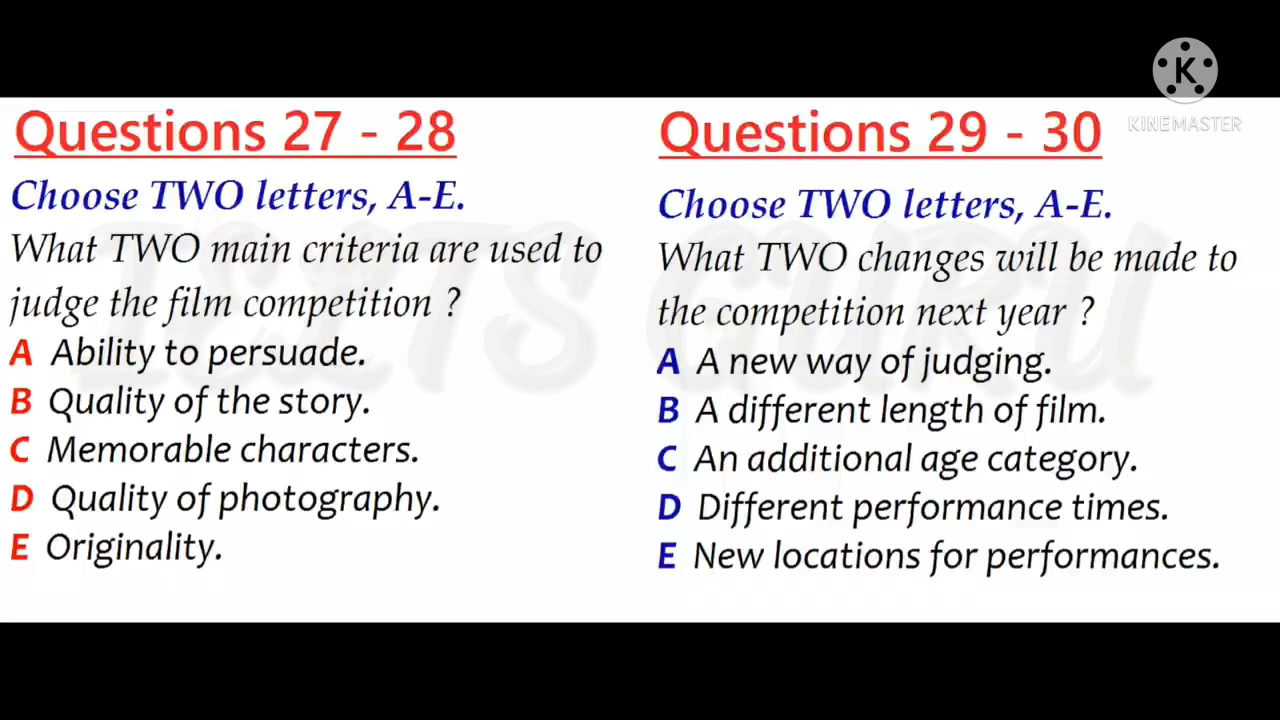 K
KINEMASTER
Questions 27 - 28
Choose TWO letters, A-E.
What TWO main criteria are used to
judge the film competition ?
A Ability to persuade.
B Quality of the story.
C Memorable characters.
D Quality of photography.
E Originality.
Questions 29 - 30
Choose TWO letters, A-E.
What TWO changes will be made to
the competition next year ?
A A new way of judging.
B A different length of film.
C An additional age category.
D Different performance times.
E New locations for performances.
IELTS GURU